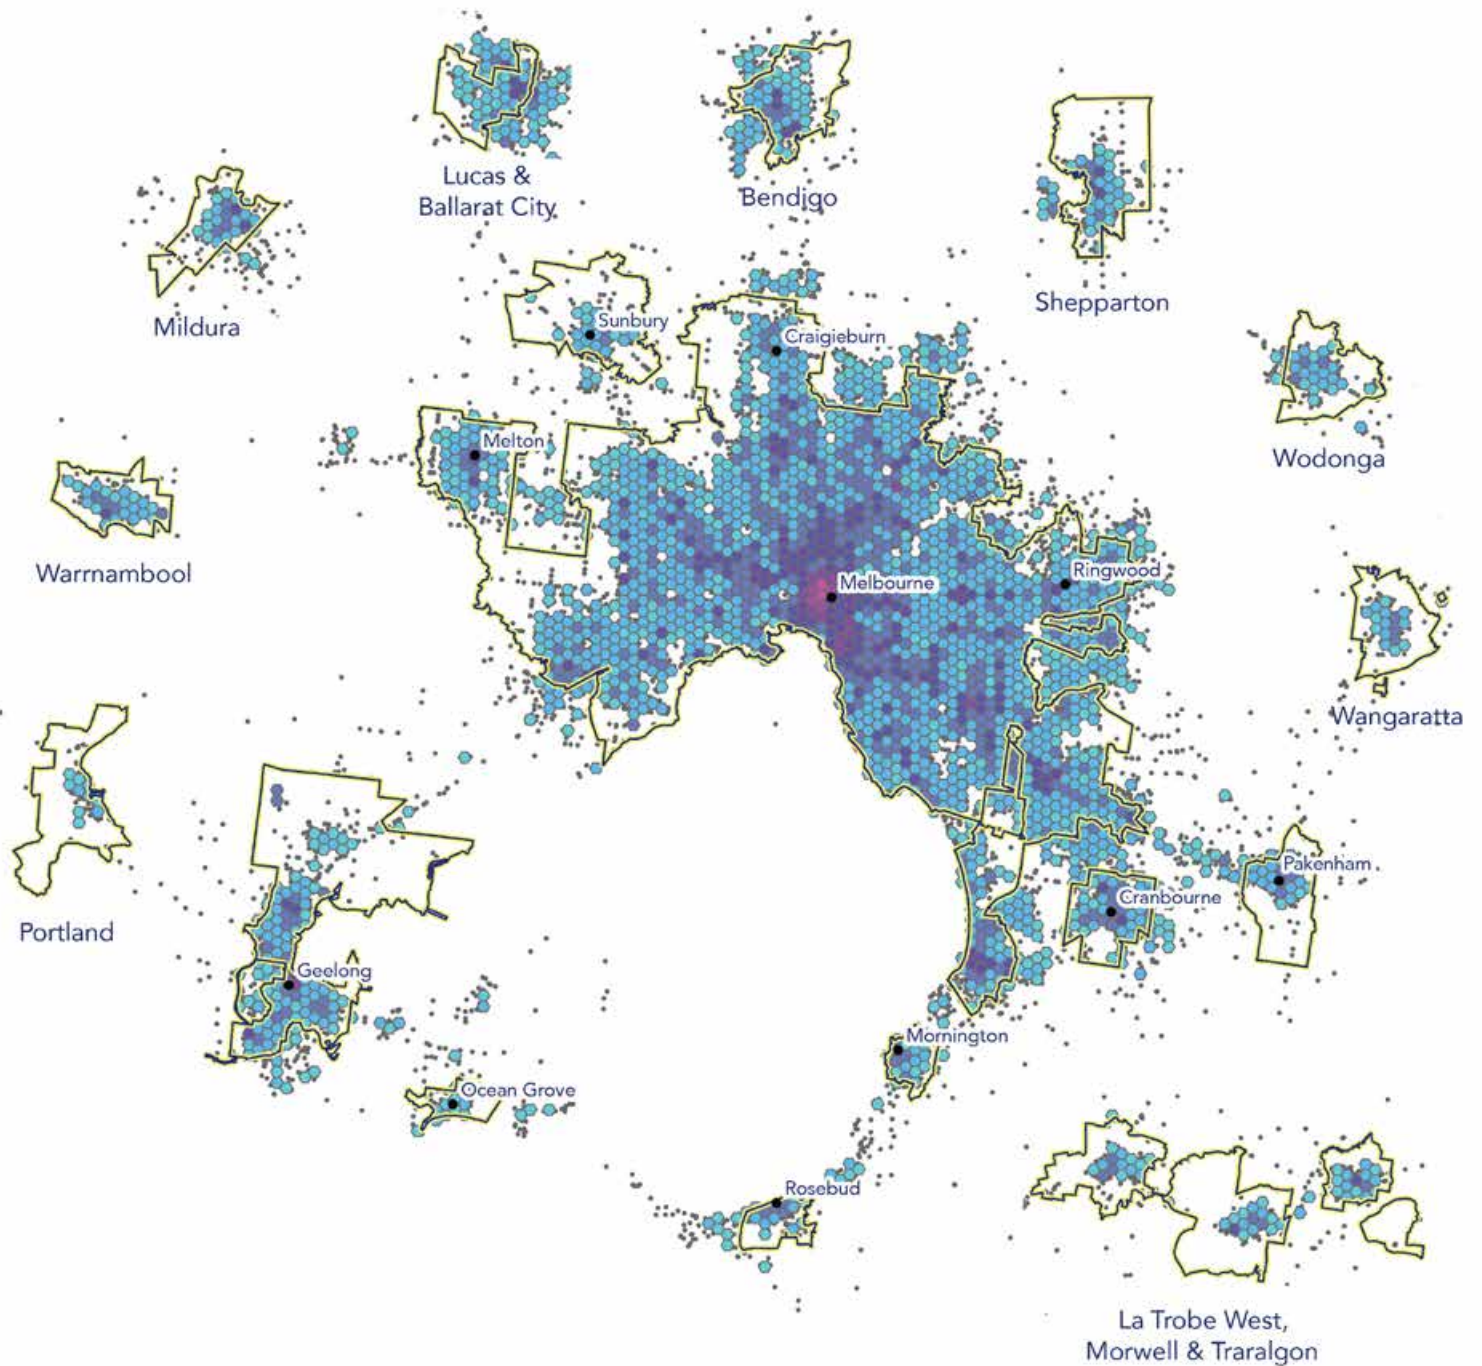 Lucas &
Ballarat City
Bendigo
Mildura
Shepparton
Sunbury
Craigieburn
Melton
Wodonga
Warrnambool
Melbourne
Ringwood
Wangaratta
Portland
Geelong
Pakenham
Cranbourne
Ocean Grove
Mornington
Rosebud
La Trobe West,
Morwell & Traralgon